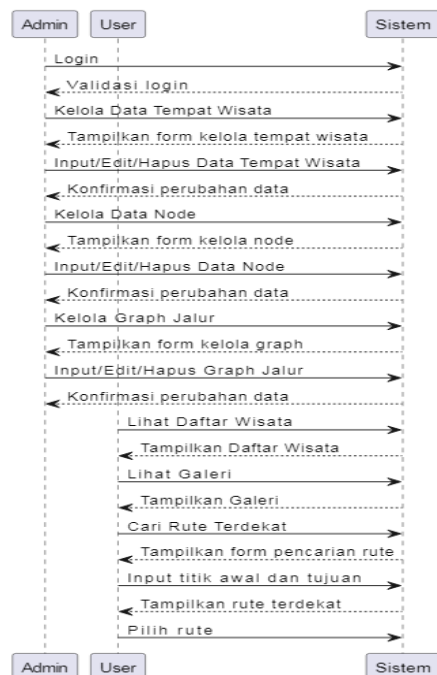 Admin User Sistem
Login
Validasi login
Kelola Data Tempat Wisata
Tampilkan form kelola tempat wisata
Input/Edit/Hapus Data Tempat Wisata
Konfirmasi perubahan data
Kelola Data Node
Tampilkan form kelola node
Input/Edit/Hapus Data Node
Konfirmasi perubahan data
Kelola Graph Jalur
Tampilkan form kelola graph
Input/Edit/Hapus Graph Jalur
Konfirmasi perubahan data
Lihat Daftar Wisata
Tampilkan Daftar Wisata
Lihat Galeri
Tampilkan Galeri
Cari Rute Terdekat
Tampilkan form pencarian rute
Input titik awal dan tujuan
Tampilkan rute terdekat
Pilih rute
Admin User Sistem